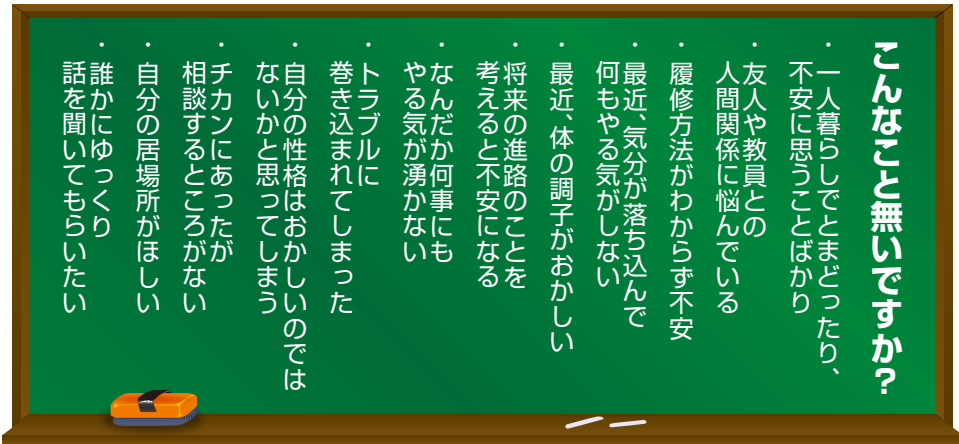 こんなこと無いですか？
・一人暮らしでとまどったり、
不安に思うことばかり
・友人や教員との
人間関係に悩んでいる
・履修方法がわからず不安
・最近、気分が落ち込んで
何もやる気がしない
・最近、体の調子がおかしい
・将来の進路のことを
考えると不安になる
・なんだか何事にも
やる気が湧かない
・トラブルに
巻き込まれてしまった
・自分の性格はおかしいのでは
ないかと思ってしまう
・チカンにあったが
相談するところがない
・自分の居場所がほしい
・誰かにゆっくり
話を聞いてもらいたい